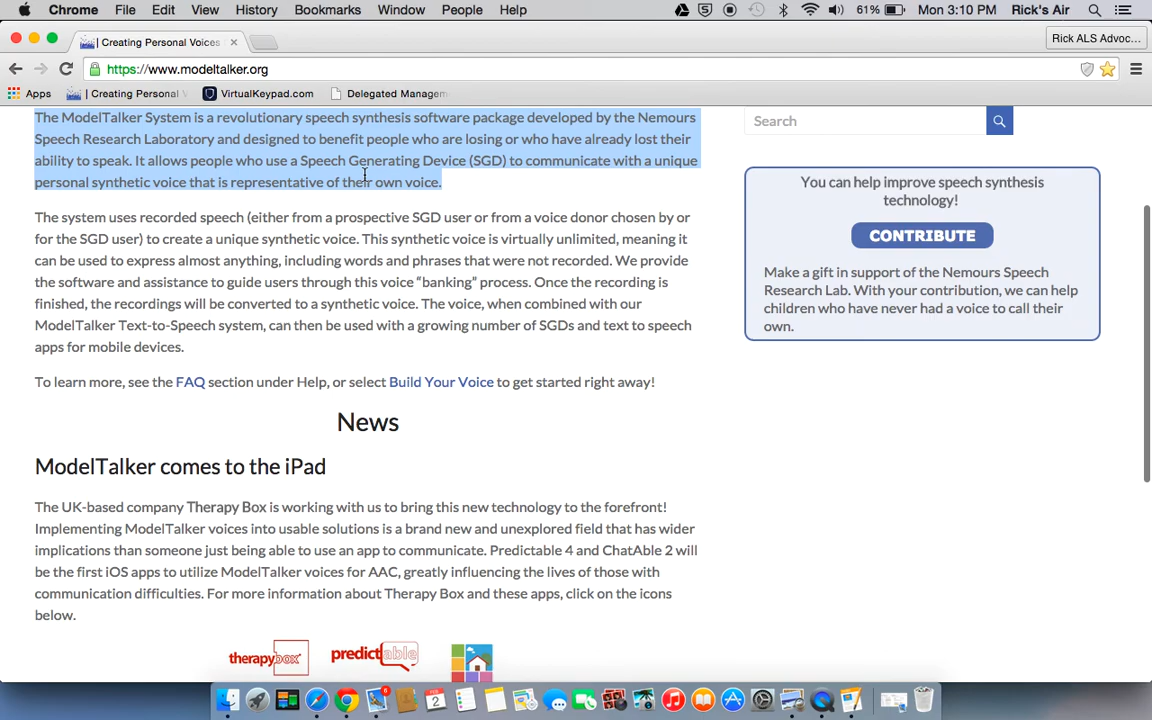 Chrome File Edit View History Bookmarks Window People Help 61% Mon 3:10 PM Rick's Air
| Creating Personal Voices Rick ALS Advoc...
https://www.modeltalker.org
Apps | Creating Personal V VirtualKeypad.com Delegated Managem
The ModelTalker System is a revolutionary speech synthesis software package developed by the Nemours
Speech Research Laboratory and designed to benefit people who are losing or who have already lost their
ability to speak. It allows people who use a Speech Generating Device (SGD) to communicate with a unique
personal synthetic voice that is representative of their own voice.
The system uses recorded speech (either from a prospective SGD user or from a voice donor chosen by or
for the SGD user) to create a unique synthetic voice. This synthetic voice is virtually unlimited, meaning it
can be used to express almost anything, including words and phrases that were not recorded. We provide
the software and assistance to guide users through this voice “banking” process. Once the recording is
finished, the recordings will be converted to a synthetic voice. The voice, when combined with our
ModelTalker Text-to-Speech system, can then be used with a growing number of SGDs and text to speech
apps for mobile devices.
To learn more, see the FAQ section under Help, or select Build Your Voice to get started right away!
News
ModelTalker comes to the iPad
The UK-based company Therapy Box is working with us to bring this new technology to the forefront!
Implementing ModelTalker voices into usable solutions is a brand new and unexplored field that has wider
implications than someone just being able to use an app to communicate. Predictable 4 and ChatAble 2 will
be the first iOS apps to utilize ModelTalker voices for AAC, greatly influencing the lives of those with
communication difficulties. For more information about Therapy Box and these apps, click on the icons
below.
therapybox predictable
Search
You can help improve speech synthesis
technology!
CONTRIBUTE
Make a gift in support of the Nemours Speech
Research Lab. With your contribution, we can help
children who have never had a voice to call their
own.